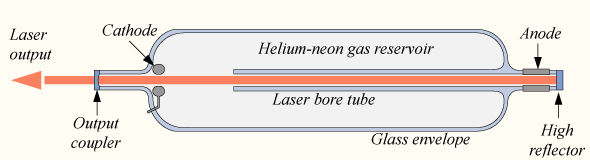 Laser
output
Cathode
Helium-neon gas reservoir
Anode
Laser bore tube
Output
coupler
Glass envelope
High
reflector